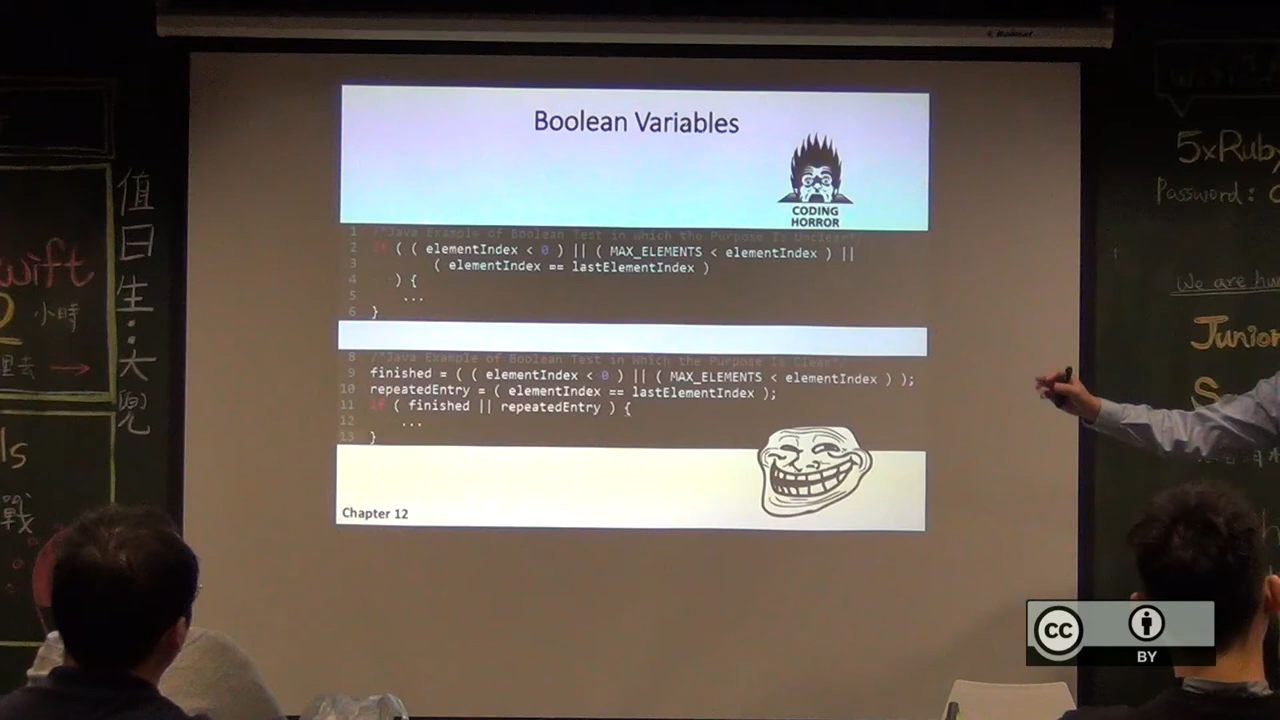 Boolean Variables
CODING
HORROR
1 /*Java Example of Boolean Test in Which the Purpose Is Unclear*/
2 if ( ( elementIndex < 0 ) || ( MAX_ELEMENTS < elementIndex ) ||
3 ( elementIndex == lastElementIndex )
4 ) {
5 ...
6 }
8 /*Java Example of Boolean Test in Which the Purpose Is Clear*/
9 finished = ( ( elementIndex < 0 ) || ( MAX_ELEMENTS < elementIndex ) );
10 repeatedEntry = ( elementIndex == lastElementIndex );
11 if ( finished || repeatedEntry ) {
12 ...
13 }
Chapter 12
值日生:大兜
小時
5xRuby
Password:
We are
Junior
CC
BY